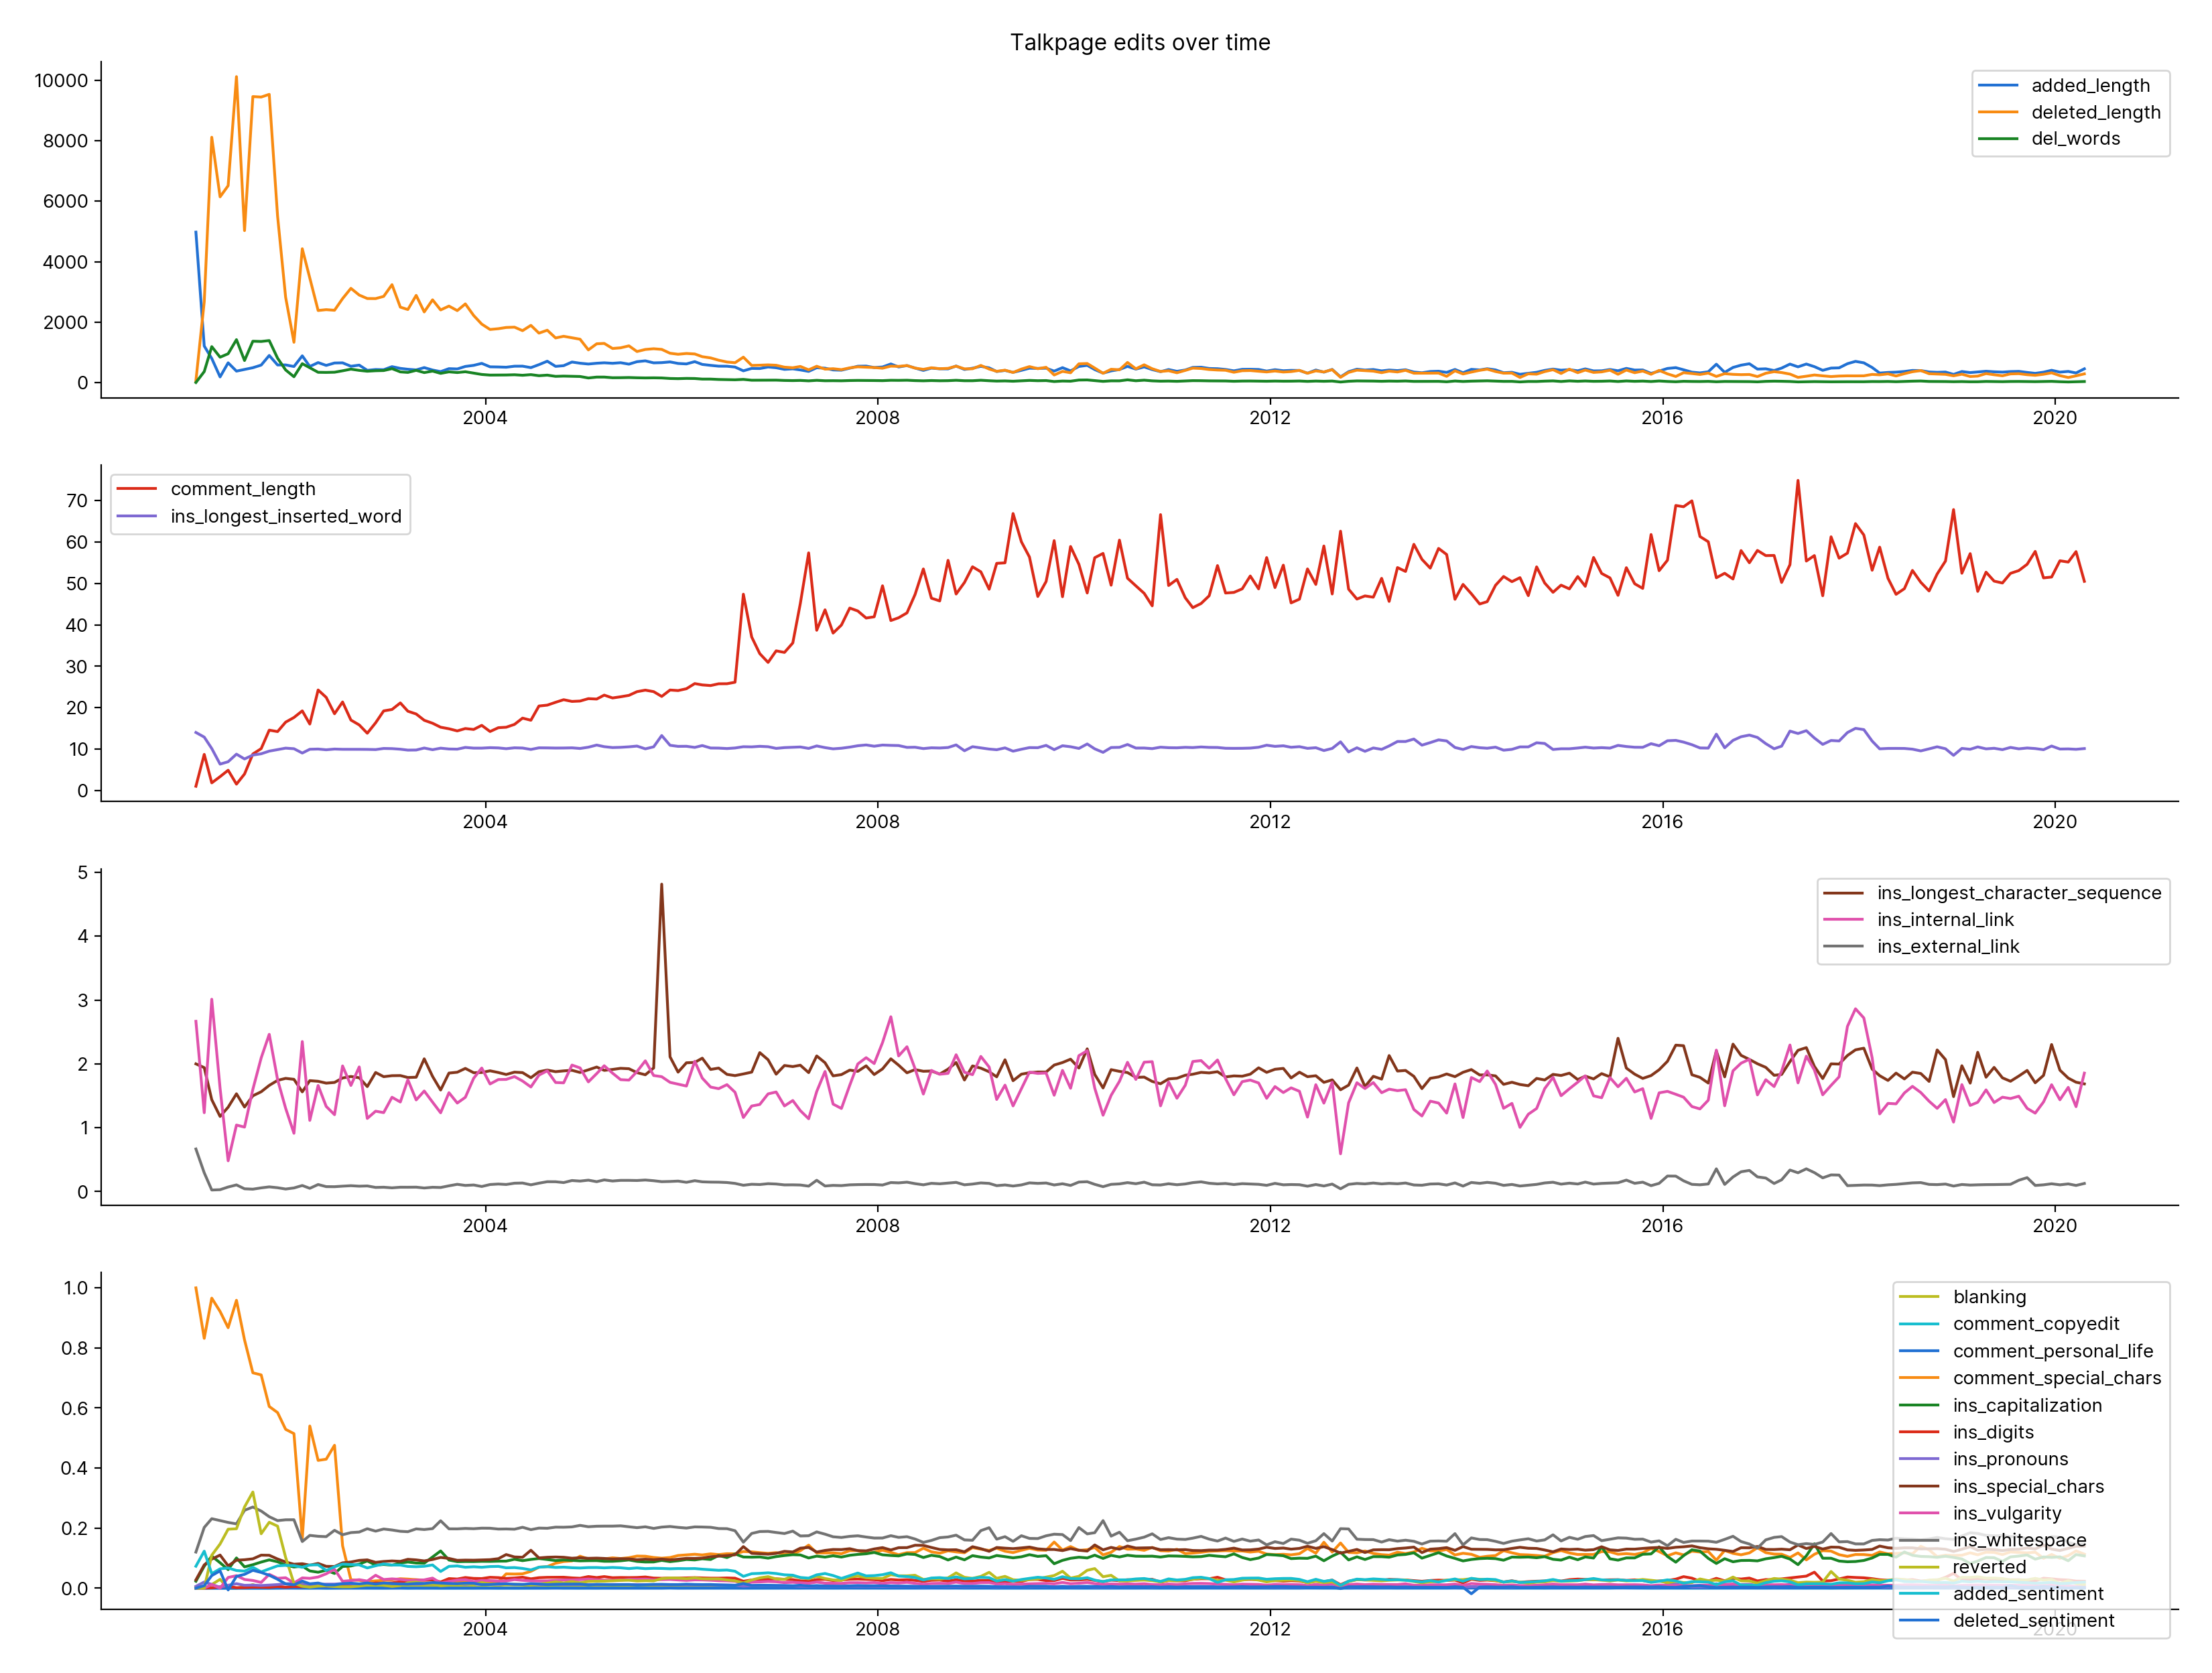 Talkpage edits over time
10000
8000
6000
4000
2000
0
added_length
deleted_length
del_words
2004
2008
2012
2016
2020
70
60
50
40
30
20
10
0
comment_length
ins_longest_inserted_word
2004
2008
2012
2016
2020
5
4
3
2
1
0
ins_longest_character_sequence
ins_internal_link
ins_external_link
2004
2008
2012
2016
2020
1.0
0.8
0.6
0.4
0.2
0.0
blanking
comment_copyedit
comment_personal_life
comment_special_chars
ins_capitalization
ins_digits
ins_pronouns
ins_special_chars
ins_vulgarity
ins_whitespace
reverted
added_sentiment
deleted_sentiment
2004
2008
2012
2016
2020